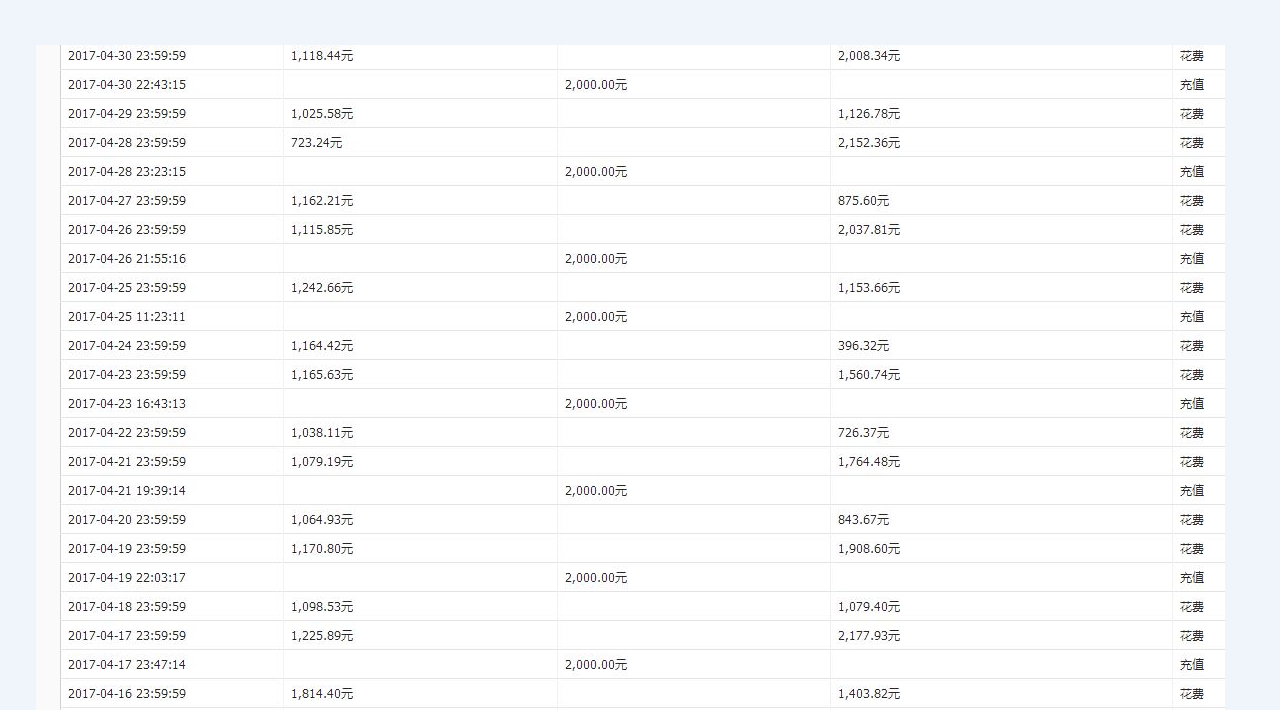 2017-04-30 23:59:59 1,118.44元 2,008.34元 花费
2017-04-30 22:43:15 2,000.00元 充值
2017-04-29 23:59:59 1,025.58元 1,126.78元 花费
2017-04-28 23:59:59 723.24元 2,152.36元 花费
2017-04-28 23:23:15 2,000.00元 充值
2017-04-27 23:59:59 1,162.21元 875.60元 花费
2017-04-26 23:59:59 1,115.85元 2,037.81元 花费
2017-04-26 21:55:16 2,000.00元 充值
2017-04-25 23:59:59 1,242.66元 1,153.66元 花费
2017-04-25 11:23:11 2,000.00元 充值
2017-04-24 23:59:59 1,164.42元 396.32元 花费
2017-04-23 23:59:59 1,165.63元 1,560.74元 花费
2017-04-23 16:43:13 2,000.00元 充值
2017-04-22 23:59:59 1,038.11元 726.37元 花费
2017-04-21 23:59:59 1,079.19元 1,764.48元 花费
2017-04-21 19:39:14 2,000.00元 充值
2017-04-20 23:59:59 1,064.93元 843.67元 花费
2017-04-19 23:59:59 1,170.80元 1,908.60元 花费
2017-04-19 22:03:17 2,000.00元 充值
2017-04-18 23:59:59 1,098.53元 1,079.40元 花费
2017-04-17 23:59:59 1,225.89元 2,177.93元 花费
2017-04-17 23:47:14 2,000.00元 充值
2017-04-16 23:59:59 1,814.40元 1,403.82元 花费